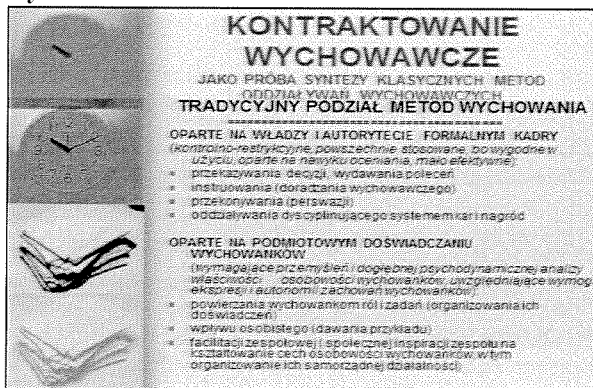 KONTRAKTOWANIE
WYCHOWAWCZE
JAKO PRÓBA SYNTEZY KLASYCZNYCH METOD
ODDZIAŁYWAŃ WYCHOWAWCZYCH
TRADYCYJNY PODZIAŁ METOD WYCHOWANIA
OPARTE NA WŁADZY I AUTORYTECIE FORMALNYM KADRY
(kontrolno-restrykcyjne, powszechnie stosowane, bo wygodne w
użyciu, oparte na nawyku oceniania, mało efektywne):
przekazywania decyzji, wydawania poleceń
instruowania (doradzania wychowawczego)
przekonywania (perswazji)
oddziaływania dyscyplinującego systemem kar i nagród
OPARTE NA PODMIOTOWYM DOŚWIADCZANIU
WYCHOWANKÓW
(wymagające przemyśleń i dogłębnej psychodynamicznej analizy
właściwości osobowości wychowanków, uwzgledniające wymog
ekspresji i autonomii zachowań wychowanków)
powierzania wychowankom ról i zadań (organizowania ich
doświadczeń)
wpływu osobistego (dawania przykładu)
facilitacji zespołowej (społecznej inspiracji zespołu na
kształtowanie cech osobowości wychowanków, w tym
organizowanie ich samorządnej działalności)